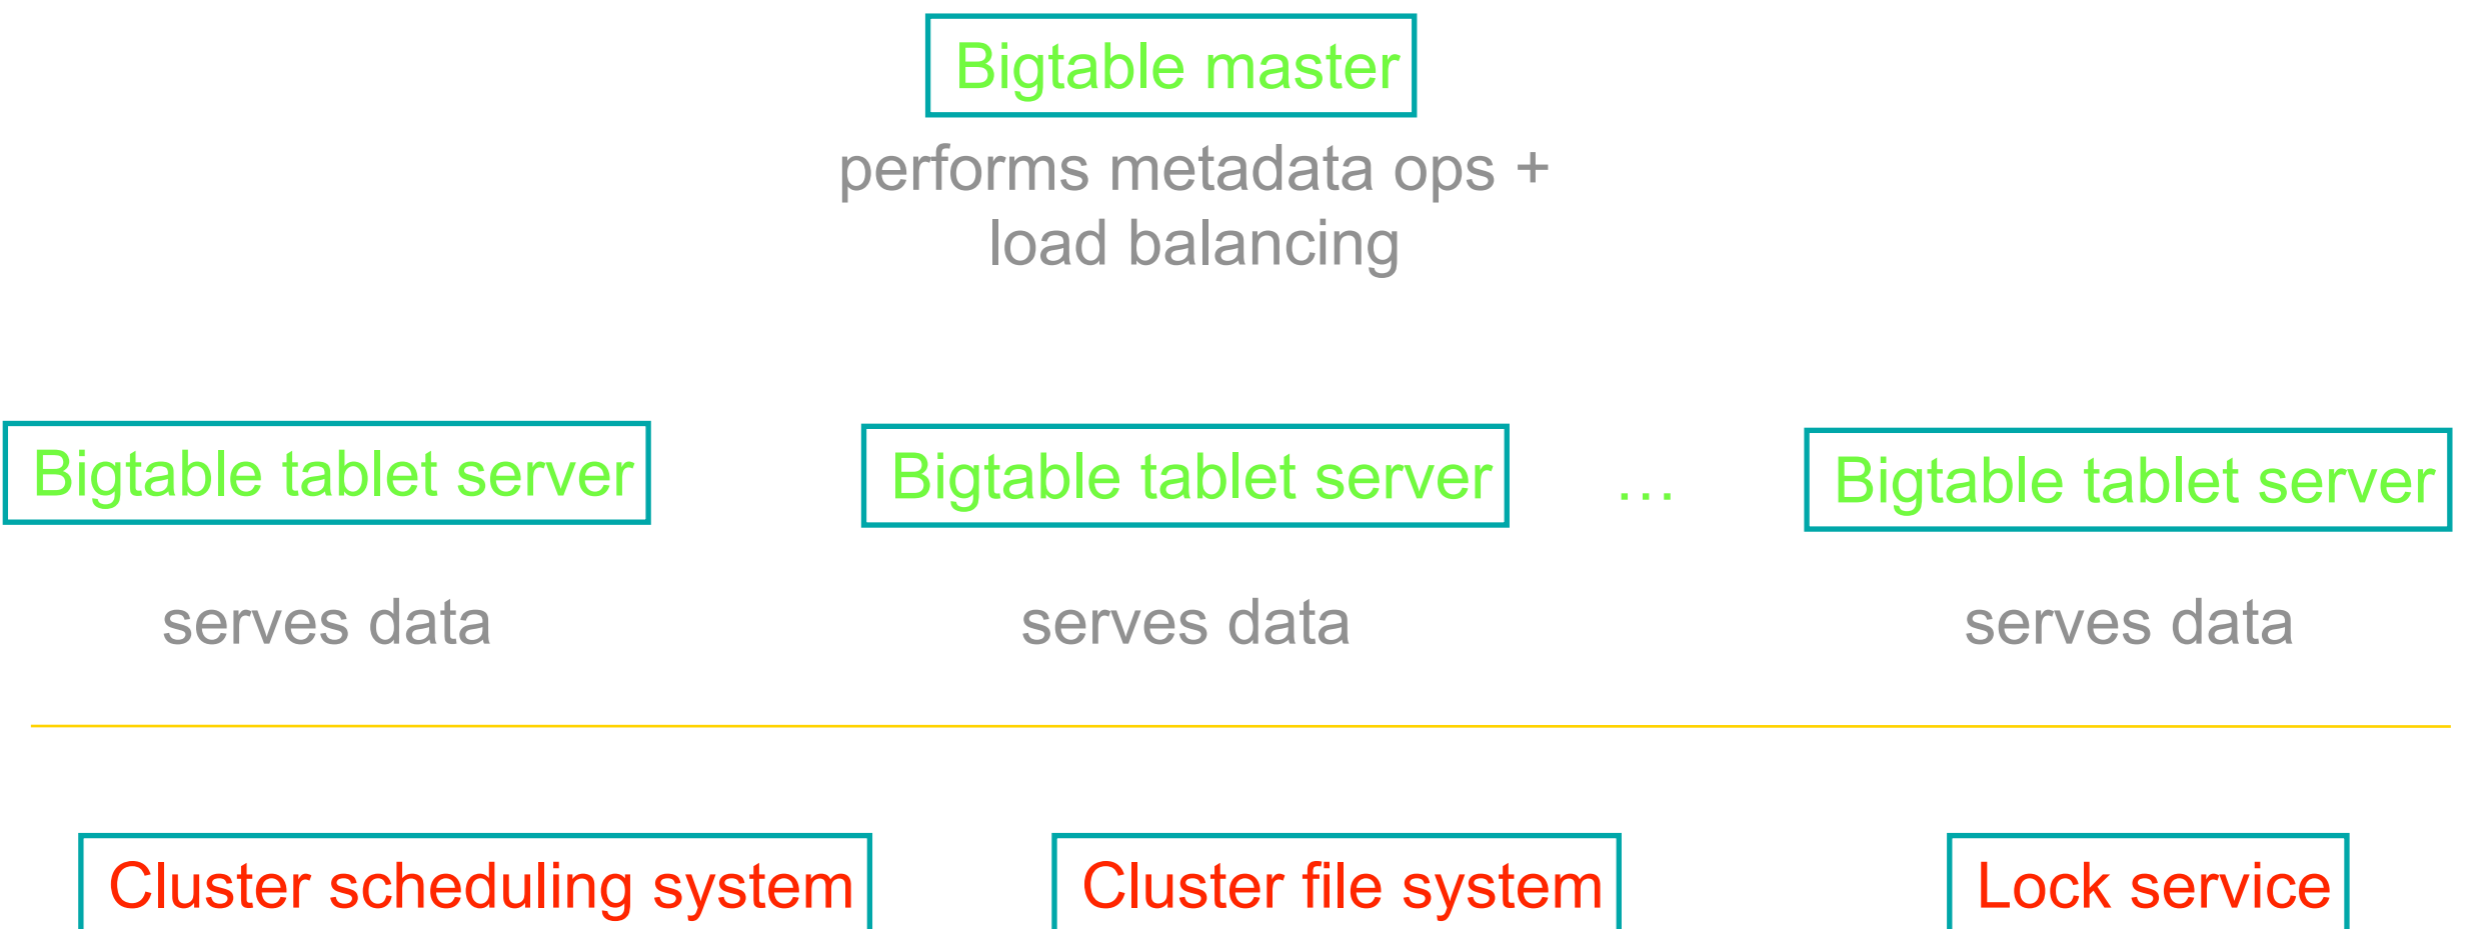 Bigtable master
performs metadata ops +
load balancing
Bigtable tablet server
Bigtable tablet server
…
Bigtable tablet server
serves data
serves data
serves data
Cluster scheduling system
Cluster file system
Lock service